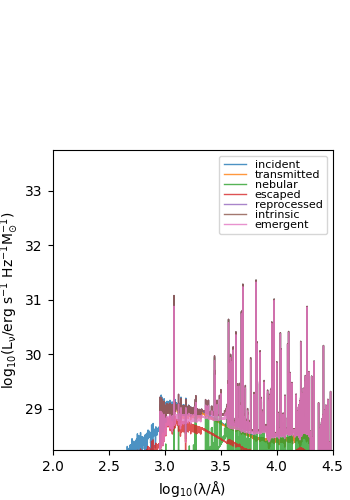 33
32
31
30
29
2.0 2.5 3.0 3.5 4.0 4.5
log₁₀(λ/Å)
log₁₀(Lᵥ/erg s⁻¹ Hz⁻¹M⊙⁻¹)
incident
transmitted
nebular
escaped
reprocessed
intrinsic
emergent